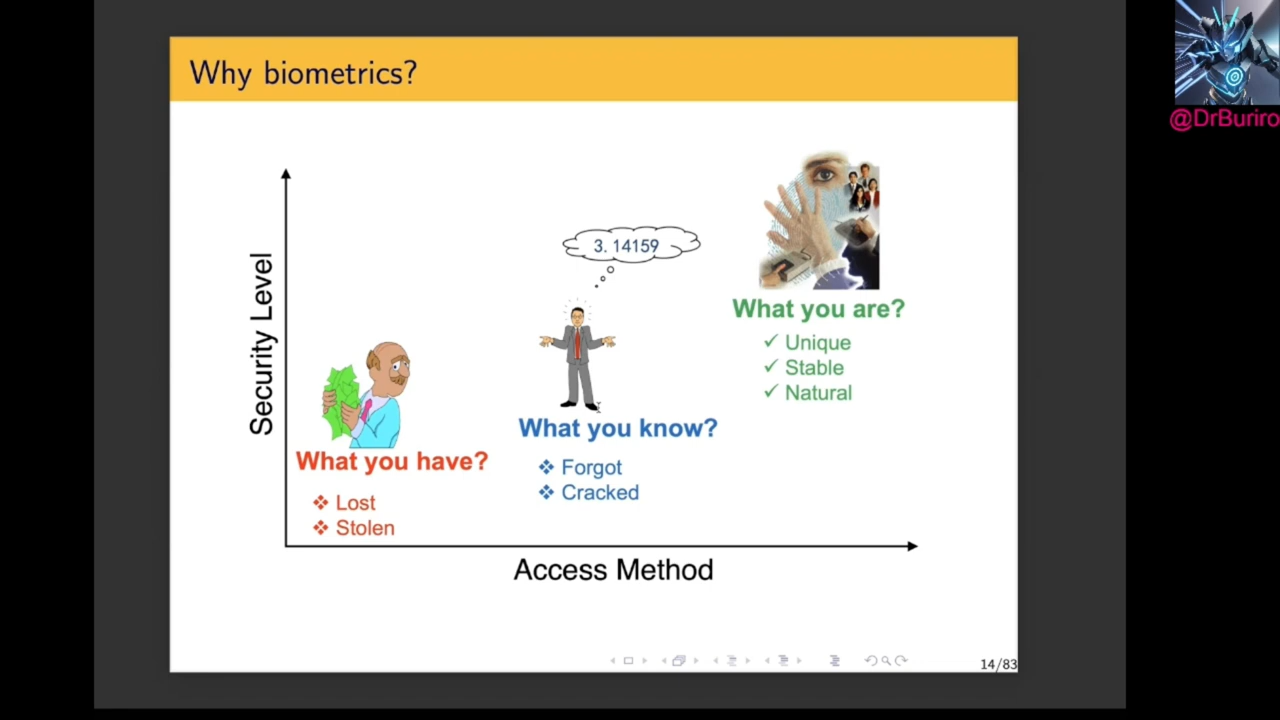 Why biometrics?
@DrBuriro
Security Level
3. 14159
What you have?
Lost
Stolen
What you know?
Forgot
Cracked
What you are?
✓ Unique
✓ Stable
✓ Natural
Access Method
14/83